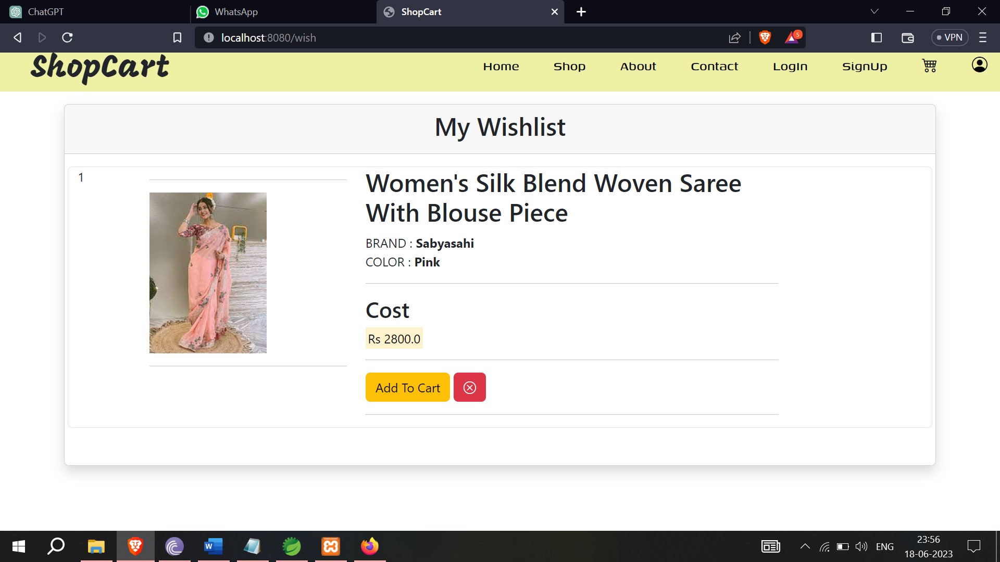 ChatGPT
WhatsApp
ShopCart
localhost:8080/wish
5
VPN
ShopCart
Home
Shop
About
Contact
LogIn
SignUp
My Wishlist
1
Women's Silk Blend Woven Saree
With Blouse Piece
BRAND : Sabyasahi
COLOR : Pink
Cost
Rs 2800.0
Add To Cart
W
ENG
23:56
18-06-2023